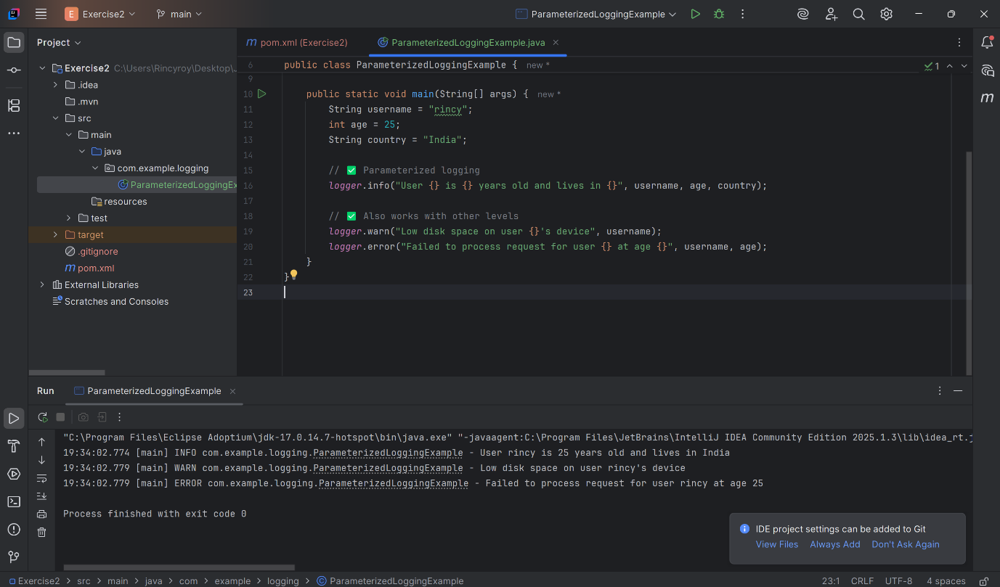 E Exercise2 main ParameterizedLoggingExample
Project
Exercise2 C:\Users\Rincyroy\Desktop\J
.idea
.mvn
src
main
java
com.example.logging
ParameterizedLoggingEx
resources
test
target
.gitignore
m pom.xml
External Libraries
Scratches and Consoles
m pom.xml (Exercise2) ParameterizedLoggingExample.java
6 public class ParameterizedLoggingExample { new *
1
9
10 public static void main(String[] args) { new *
11 String username = "rincy";
12 int age = 25;
13 String country = "India";
14
15 // ✅ Parameterized logging
16 logger.info("User {} is {} years old and lives in {}", username, age, country);
17
18 // ✅ Also works with other levels
19 logger.warn("Low disk space on user {}'s device", username);
20 logger.error("Failed to process request for user {} at age {}", username, age);
21 }
22 }
23
m
Run ParameterizedLoggingExample
"C:\Program Files\Eclipse Adoptium\jdk-17.0.14.7-hotspot\bin\java.exe" "-javaagent:C:\Program Files\JetBrains\IntelliJ IDEA Community Edition 2025.1.3\lib\idea_rt.j
19:34:02.774 [main] INFO com.example.logging.ParameterizedLoggingExample - User rincy is 25 years old and lives in India
19:34:02.779 [main] WARN com.example.logging.ParameterizedLoggingExample - Low disk space on user rincy's device
19:34:02.779 [main] ERROR com.example.logging.ParameterizedLoggingExample - Failed to process request for user rincy at age 25
Process finished with exit code 0
IDE project settings can be added to Git
View Files Always Add Don't Ask Again
Exercise2 > src > main > java > com > example > logging > ParameterizedLoggingExample
23:1 CRLF UTF-8 4 spaces